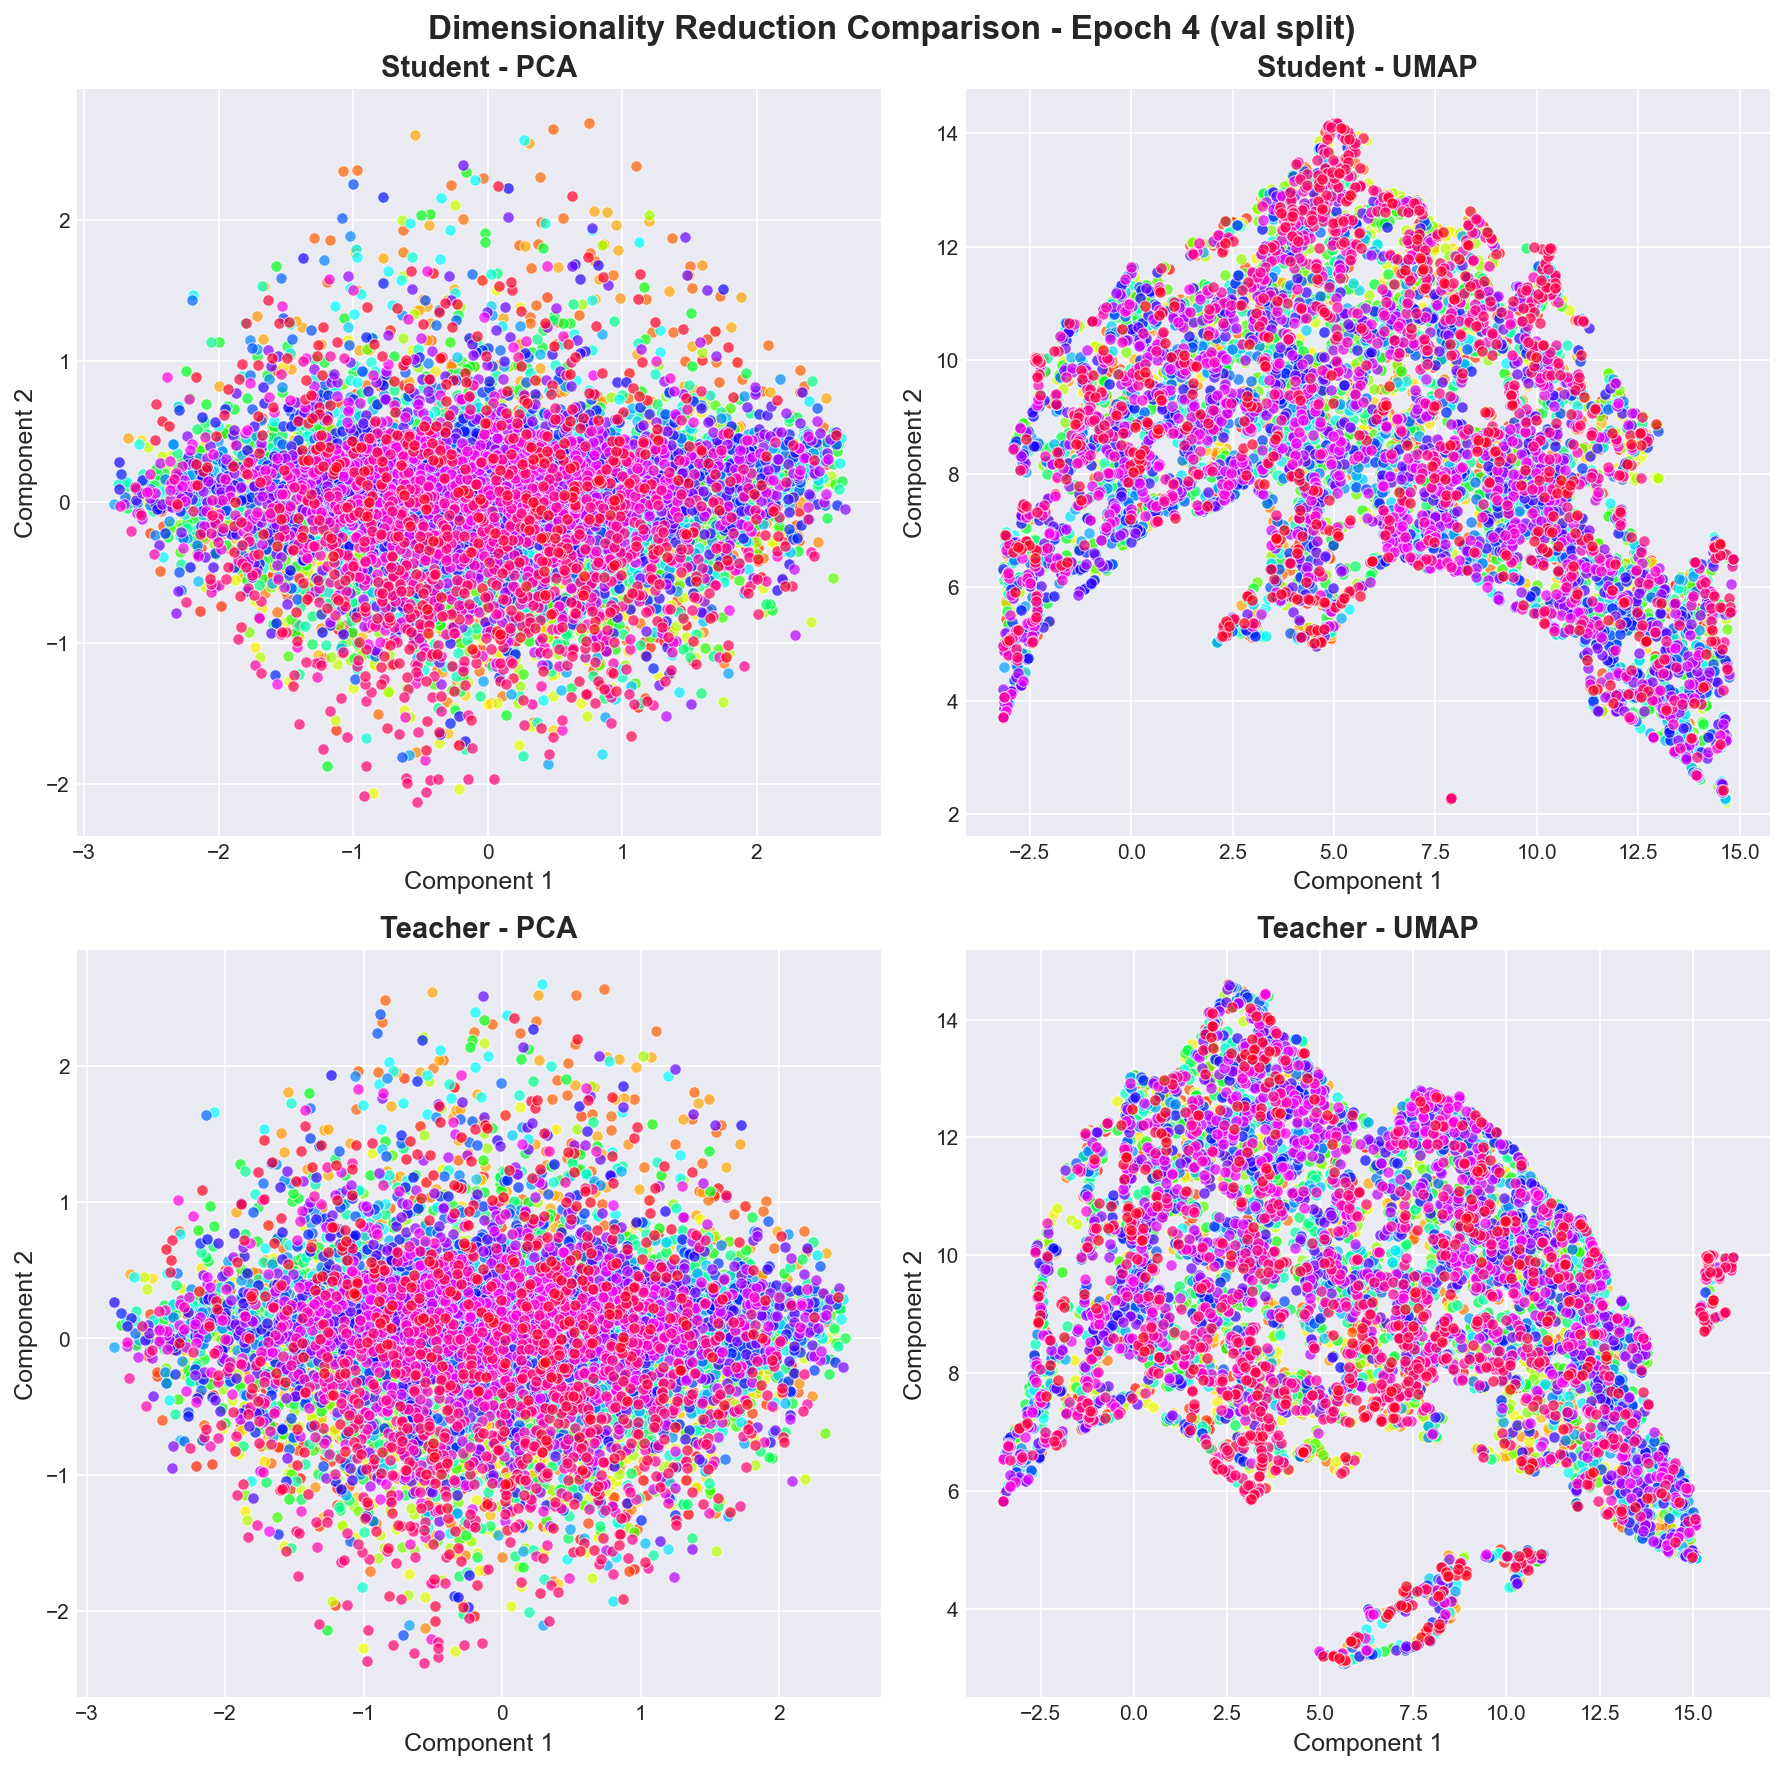 Dimensionality Reduction Comparison - Epoch 4 (val split)
Student - PCA
Component 2
2
1
0
−1
−2
−3 −2 −1 0 1 2
Component 1
Student - UMAP
Component 2
14
12
10
8
6
4
2
−2.5 0.0 2.5 5.0 7.5 10.0 12.5 15.0
Component 1
Teacher - PCA
Component 2
2
1
0
−1
−2
−3 −2 −1 0 1 2
Component 1
Teacher - UMAP
Component 2
14
12
10
8
6
4
−2.5 0.0 2.5 5.0 7.5 10.0 12.5 15.0
Component 1